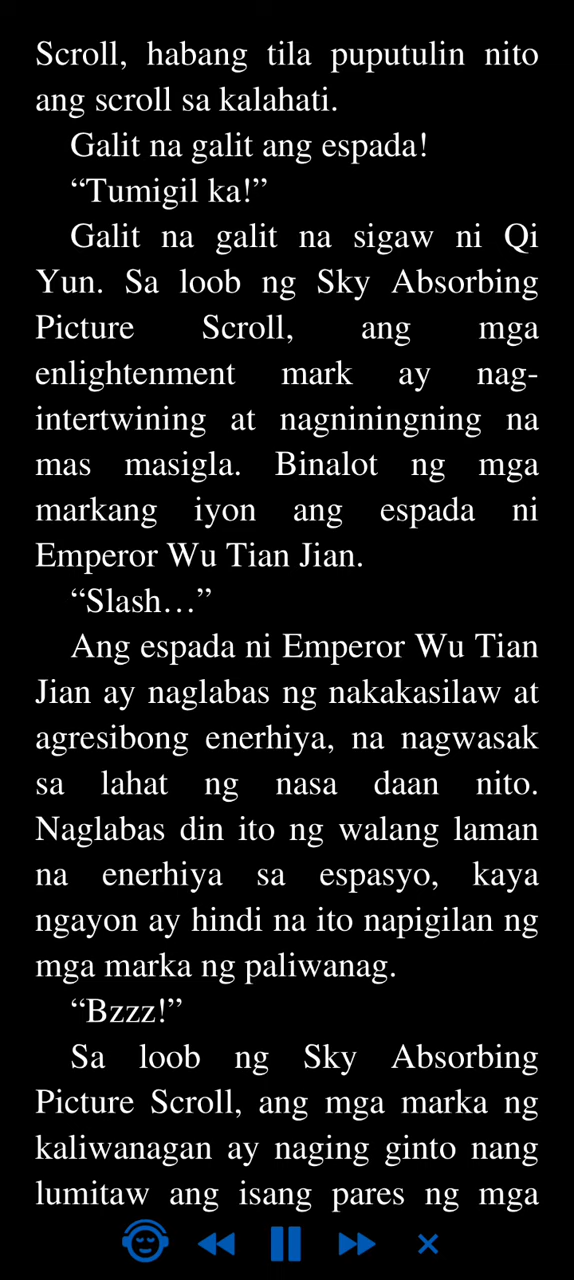 Scroll, habang tila puputulin nito
ang scroll sa kalahati.
Galit na galit ang espada!
“Tumigil ka!”
Galit na galit na sigaw ni Qi
Yun. Sa loob ng Sky Absorbing
Picture Scroll, ang mga
enlightenment mark ay nag-
intertwining at nagniningning na
mas masigla. Binalot ng mga
markang iyon ang espada ni
Emperor Wu Tian Jian.
“Slash…”
Ang espada ni Emperor Wu Tian
Jian ay naglabas ng nakakasilaw at
agresibong enerhiya, na nagwasak
sa lahat ng nasa daan nito.
Naglabas din ito ng walang laman
na enerhiya sa espasyo, kaya
ngayon ay hindi na ito napigilan ng
mga marka ng paliwanag.
“Bzzz!”
Sa loob ng Sky Absorbing
Picture Scroll, ang mga marka ng
kaliwanagan ay naging ginto nang
lumitaw ang isang pares ng mga